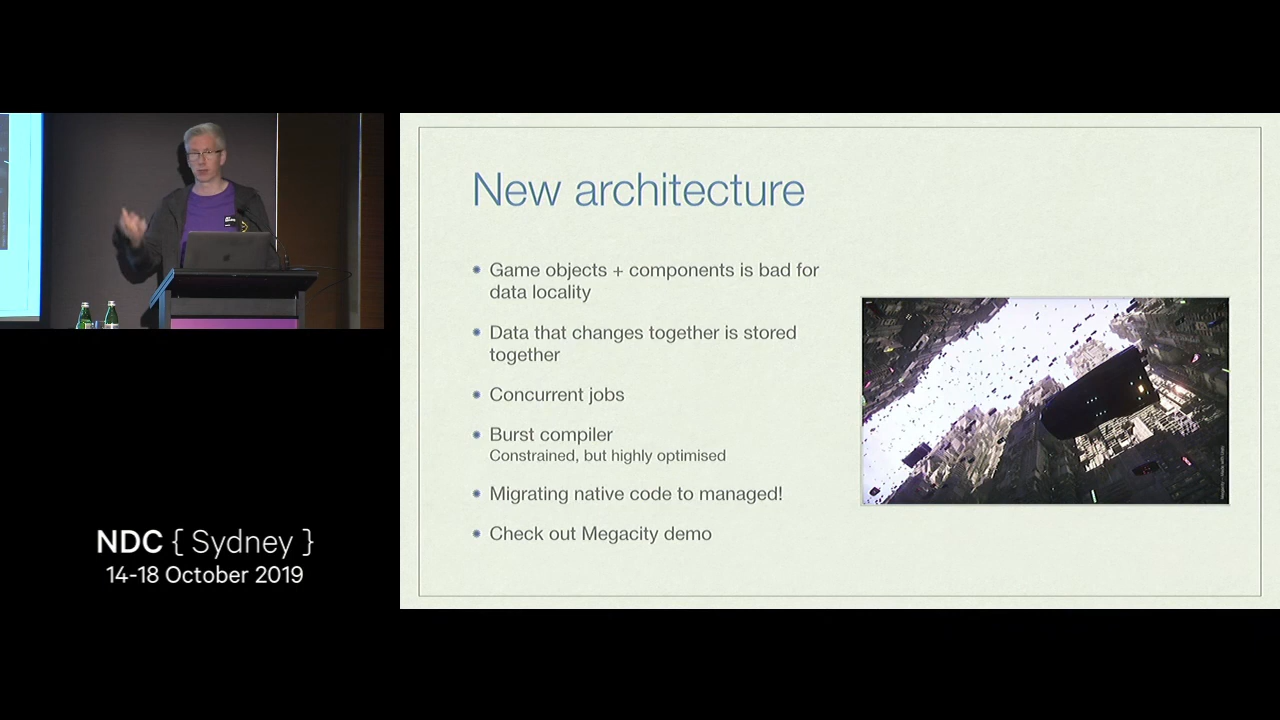 New architecture
Game objects + components is bad for
data locality
Data that changes together is stored
together
Concurrent jobs
Burst compiler
Constrained, but highly optimised
Migrating native code to managed!
Check out Megacity demo
NDC { Sydney }
14-18 October 2019